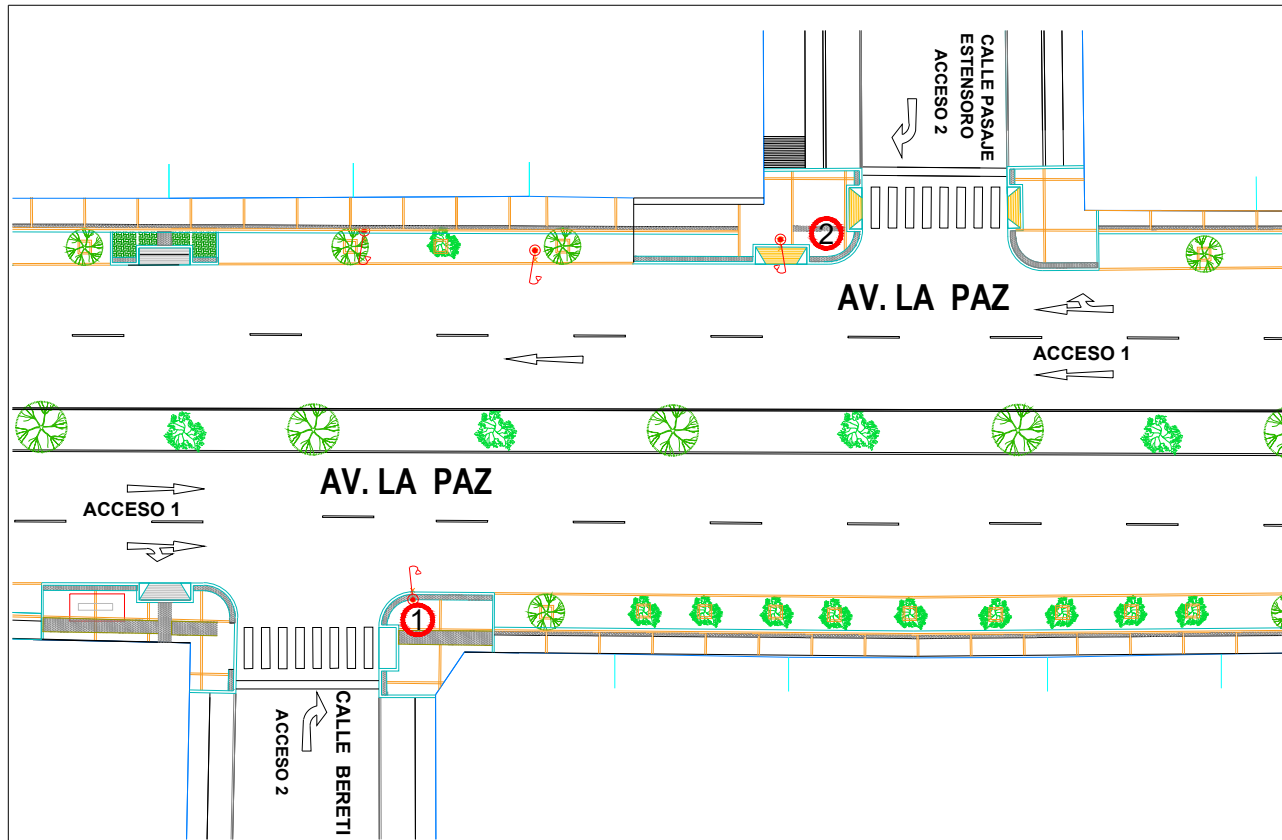 CALLE PASAJE
ESTENSORO
ACCESO 2
2
AV. LA PAZ
ACCESO 1
AV. LA PAZ
ACCESO 1
1
CALLE BERETI
ACCESO 2